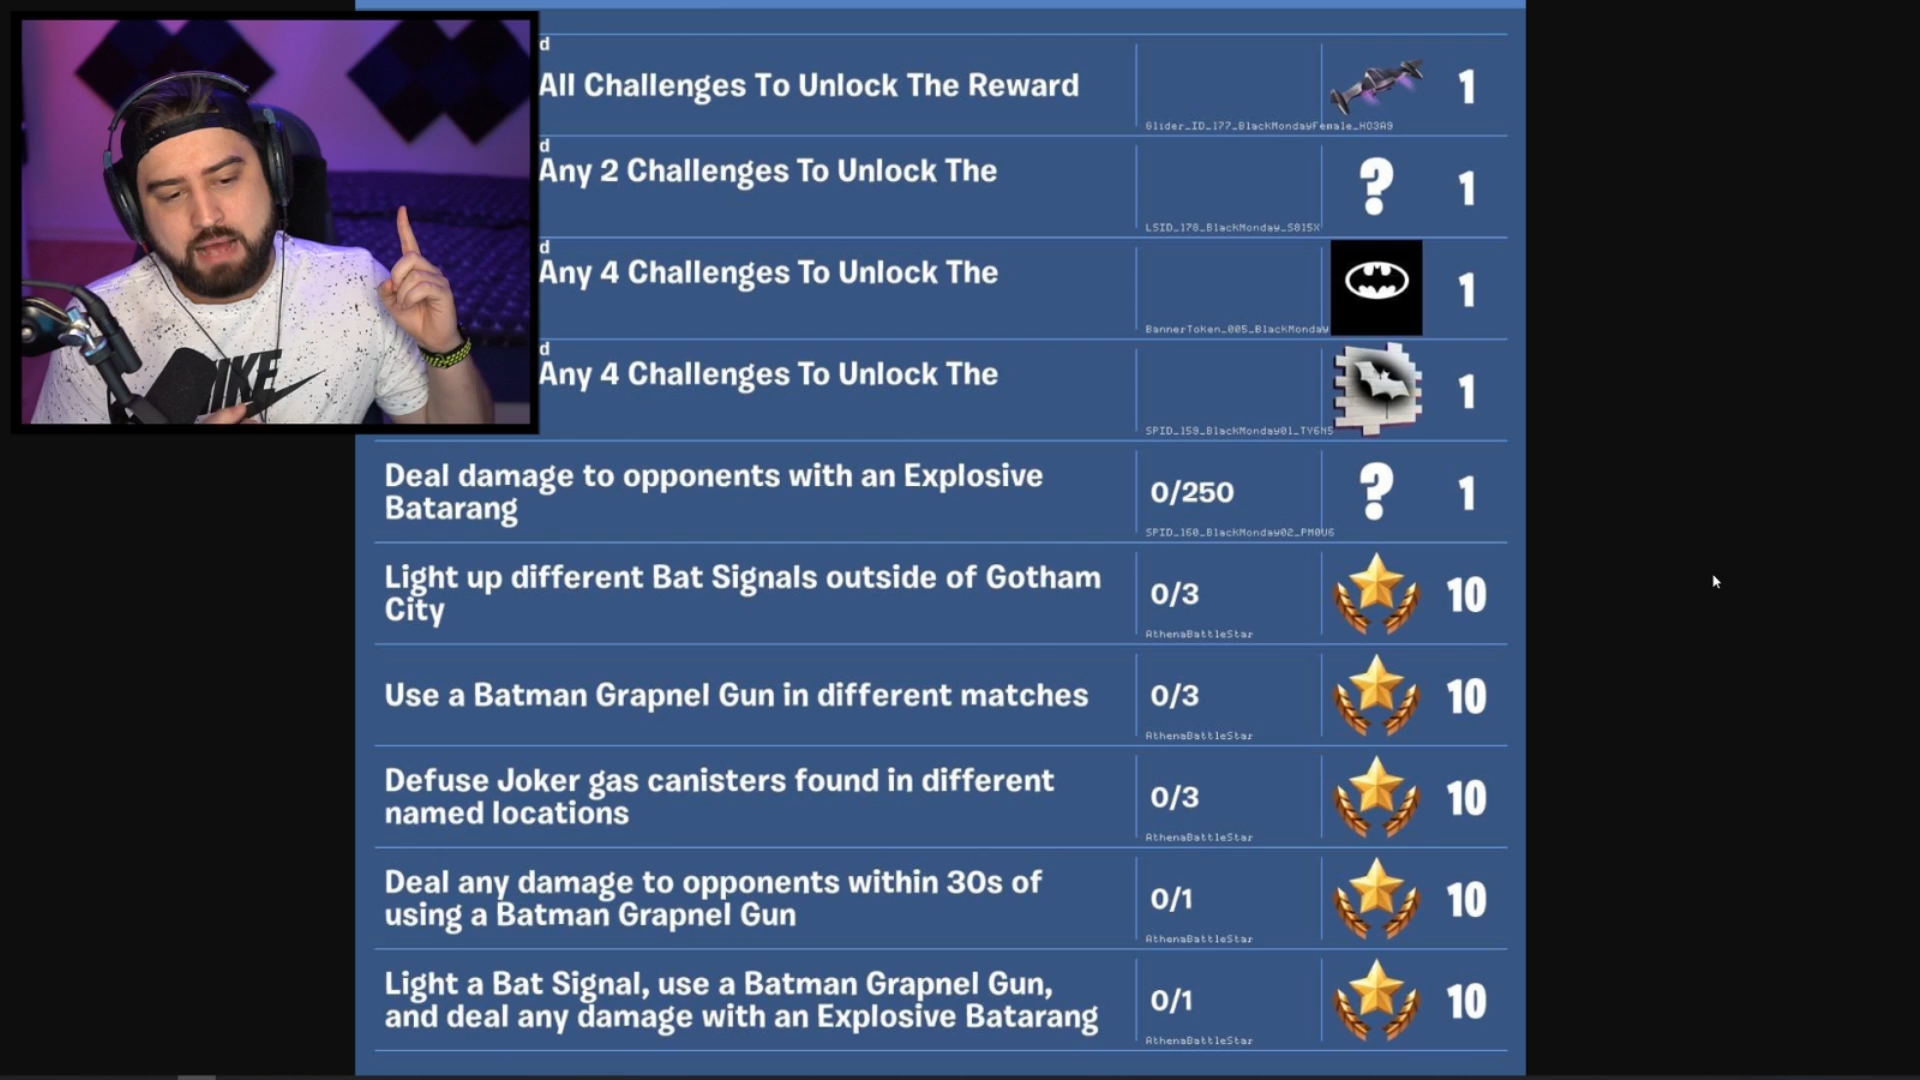 d
All Challenges To Unlock The Reward
1
Glider_ID_177_BlackMondayFemale_HO3A9
d
Any 2 Challenges To Unlock The
1
LSID_178_BlackMonday_S815X
d
Any 4 Challenges To Unlock The
1
BannerToken_005_BlackMonday
d
Any 4 Challenges To Unlock The
1
SPID_159_BlackMonday01_TY6NS
Deal damage to opponents with an Explosive
Batarang
0/250
?
1
SPID_160_BlackMonday02_PM0U6
Light up different Bat Signals outside of Gotham
City
0/3
10
AthenaBattleStar
Use a Batman Grapnel Gun in different matches
0/3
10
AthenaBattleStar
Defuse Joker gas canisters found in different
named locations
0/3
10
AthenaBattleStar
Deal any damage to opponents within 30s of
using a Batman Grapnel Gun
0/1
10
AthenaBattleStar
Light a Bat Signal, use a Batman Grapnel Gun,
and deal any damage with an Explosive Batarang
0/1
10
AthenaBattleStar
NIKE